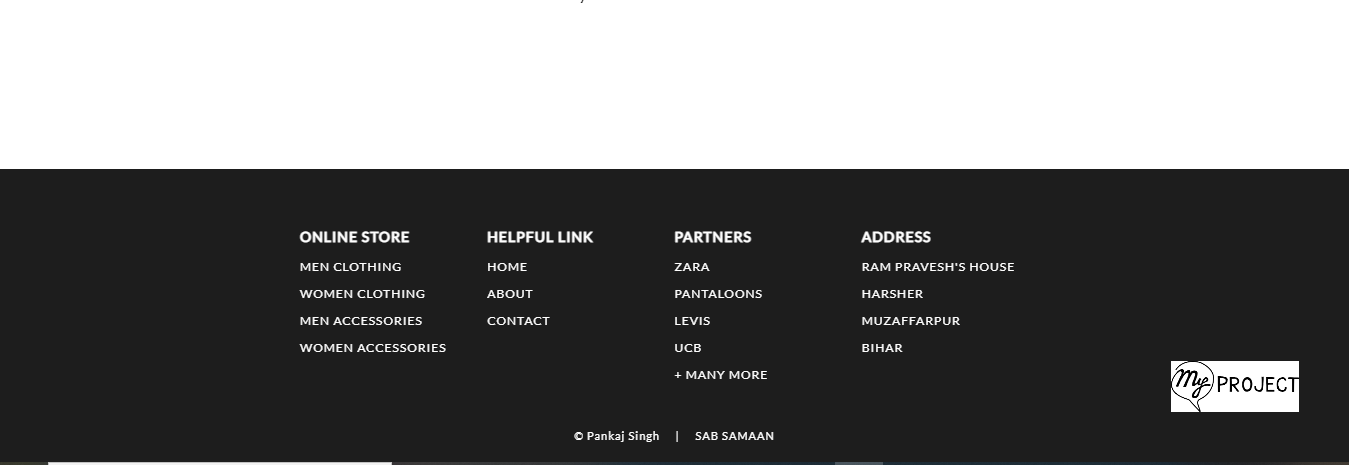 ONLINE STORE
MEN CLOTHING
WOMEN CLOTHING
MEN ACCESSORIES
WOMEN ACCESSORIES
HELPFUL LINK
HOME
ABOUT
CONTACT
PARTNERS
ZARA
PANTALOONS
LEVIS
UCB
+ MANY MORE
ADDRESS
RAM PRAVESH'S HOUSE
HARSHER
MUZAFFARPUR
BIHAR
My PROJECT
© Pankaj Singh | SAB SAMAAN